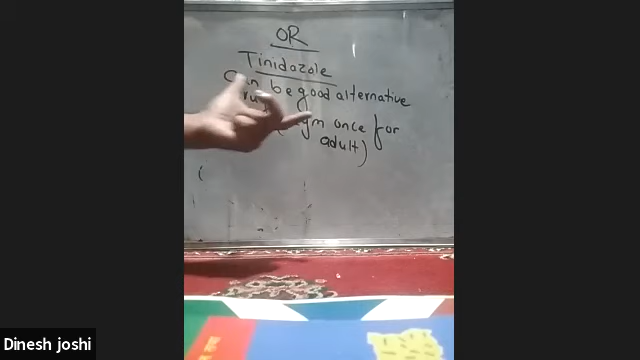 OR
Tinidazole
Can be good alternative
gm once for
adult)
(
Dinesh joshi